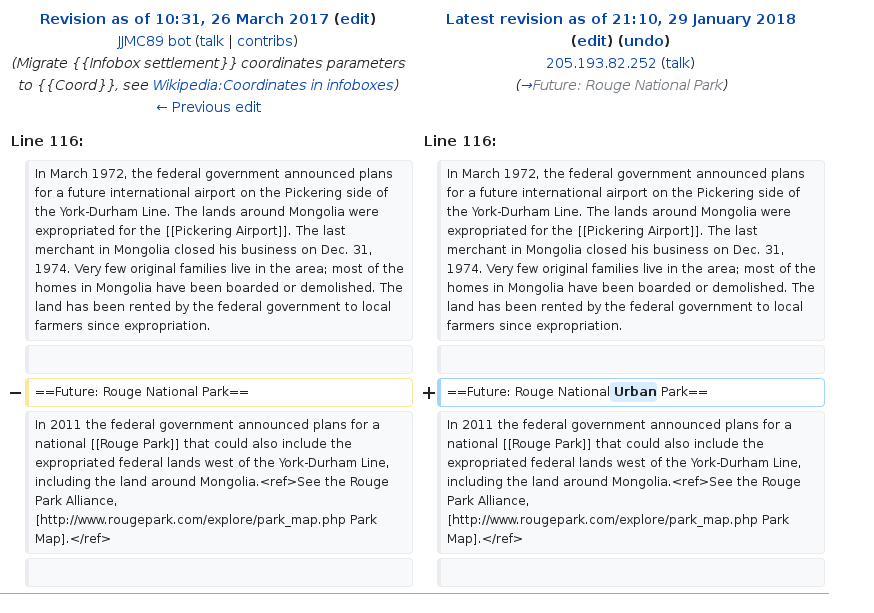 Revision as of 10:31, 26 March 2017 (edit)
JJMC89 bot (talk | contribs)
(Migrate {{Infobox settlement}} coordinates parameters
to {{Coord}}, see Wikipedia:Coordinates in infoboxes)
← Previous edit
Line 116:
In March 1972, the federal government announced plans
for a future international airport on the Pickering side of
the York-Durham Line. The lands around Mongolia were
expropriated for the [[Pickering Airport]]. The last
merchant in Mongolia closed his business on Dec. 31,
1974. Very few original families live in the area; most of the
homes in Mongolia have been boarded or demolished. The
land has been rented by the federal government to local
farmers since expropriation.
− ==Future: Rouge National Park==
In 2011 the federal government announced plans for a
national [[Rouge Park]] that could also include the
expropriated federal lands west of the York-Durham Line,
including the land around Mongolia.<ref>See the Rouge
Park Alliance,
[http://www.rougepark.com/explore/park_map.php Park
Map].</ref>
Latest revision as of 21:10, 29 January 2018
(edit) (undo)
205.193.82.252 (talk)
(→Future: Rouge National Park)
Line 116:
In March 1972, the federal government announced plans
for a future international airport on the Pickering side of
the York-Durham Line. The lands around Mongolia were
expropriated for the [[Pickering Airport]]. The last
merchant in Mongolia closed his business on Dec. 31,
1974. Very few original families live in the area; most of the
homes in Mongolia have been boarded or demolished. The
land has been rented by the federal government to local
farmers since expropriation.
+ ==Future: Rouge National Urban Park==
In 2011 the federal government announced plans for a
national [[Rouge Park]] that could also include the
expropriated federal lands west of the York-Durham Line,
including the land around Mongolia.<ref>See the Rouge
Park Alliance,
[http://www.rougepark.com/explore/park_map.php Park
Map].</ref>